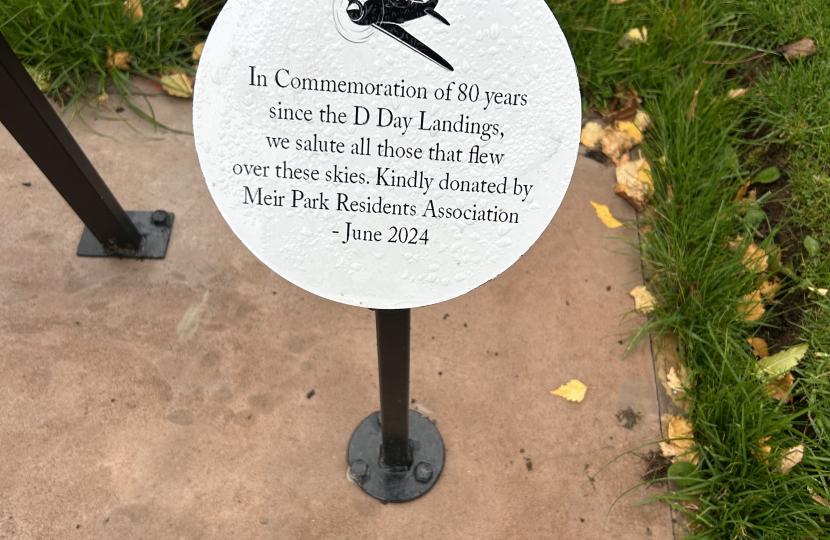 In Commemoration of 80 years
since the D Day Landings,
we salute all those that flew
over these skies. Kindly donated by
Meir Park Residents Association
- June 2024